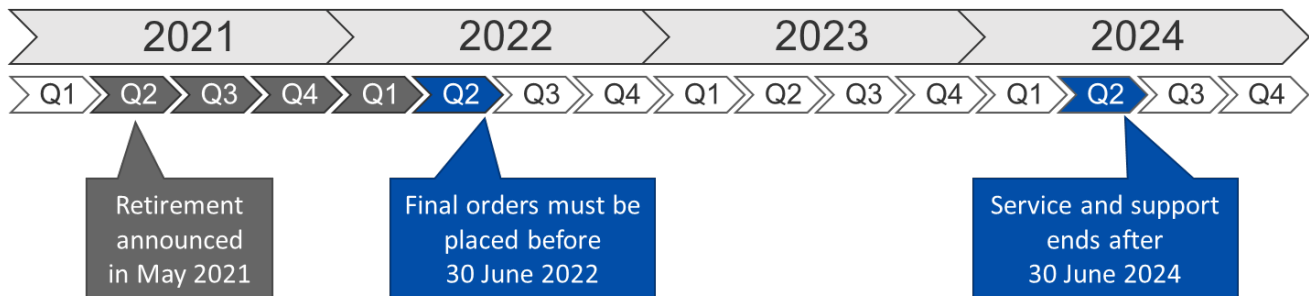 2021 2022 2023 2024
Q1 Q2 Q3 Q4 Q1 Q2 Q3 Q4 Q1 Q2 Q3 Q4 Q1 Q2 Q3 Q4
Retirement
announced
in May 2021
Final orders must be
placed before
30 June 2022
Service and support
ends after
30 June 2024